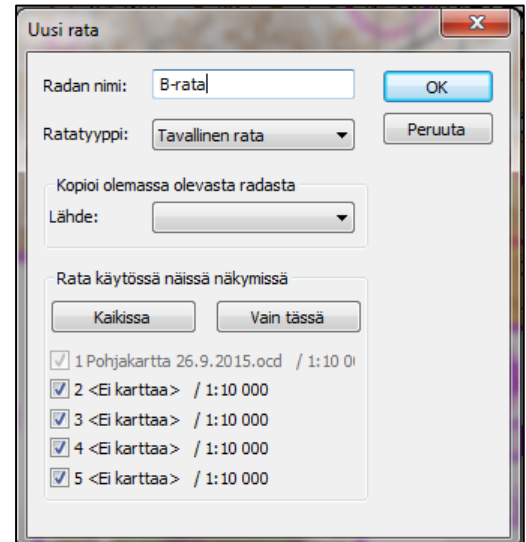 Uusi rata
Radan nimi: B-rata OK
Ratatyyppi: Tavallinen rata Peruuta
Kopioi olemassa olevasta radasta
Lähde:
Rata käytössä näissä näkymissä
Kaikissa Vain tässä
1 Pohjakartta 26.9.2015.ocd / 1:10 0
2 <Ei karttaa> / 1:10 000
3 <Ei karttaa> / 1:10 000
4 <Ei karttaa> / 1:10 000
5 <Ei karttaa> / 1:10 000